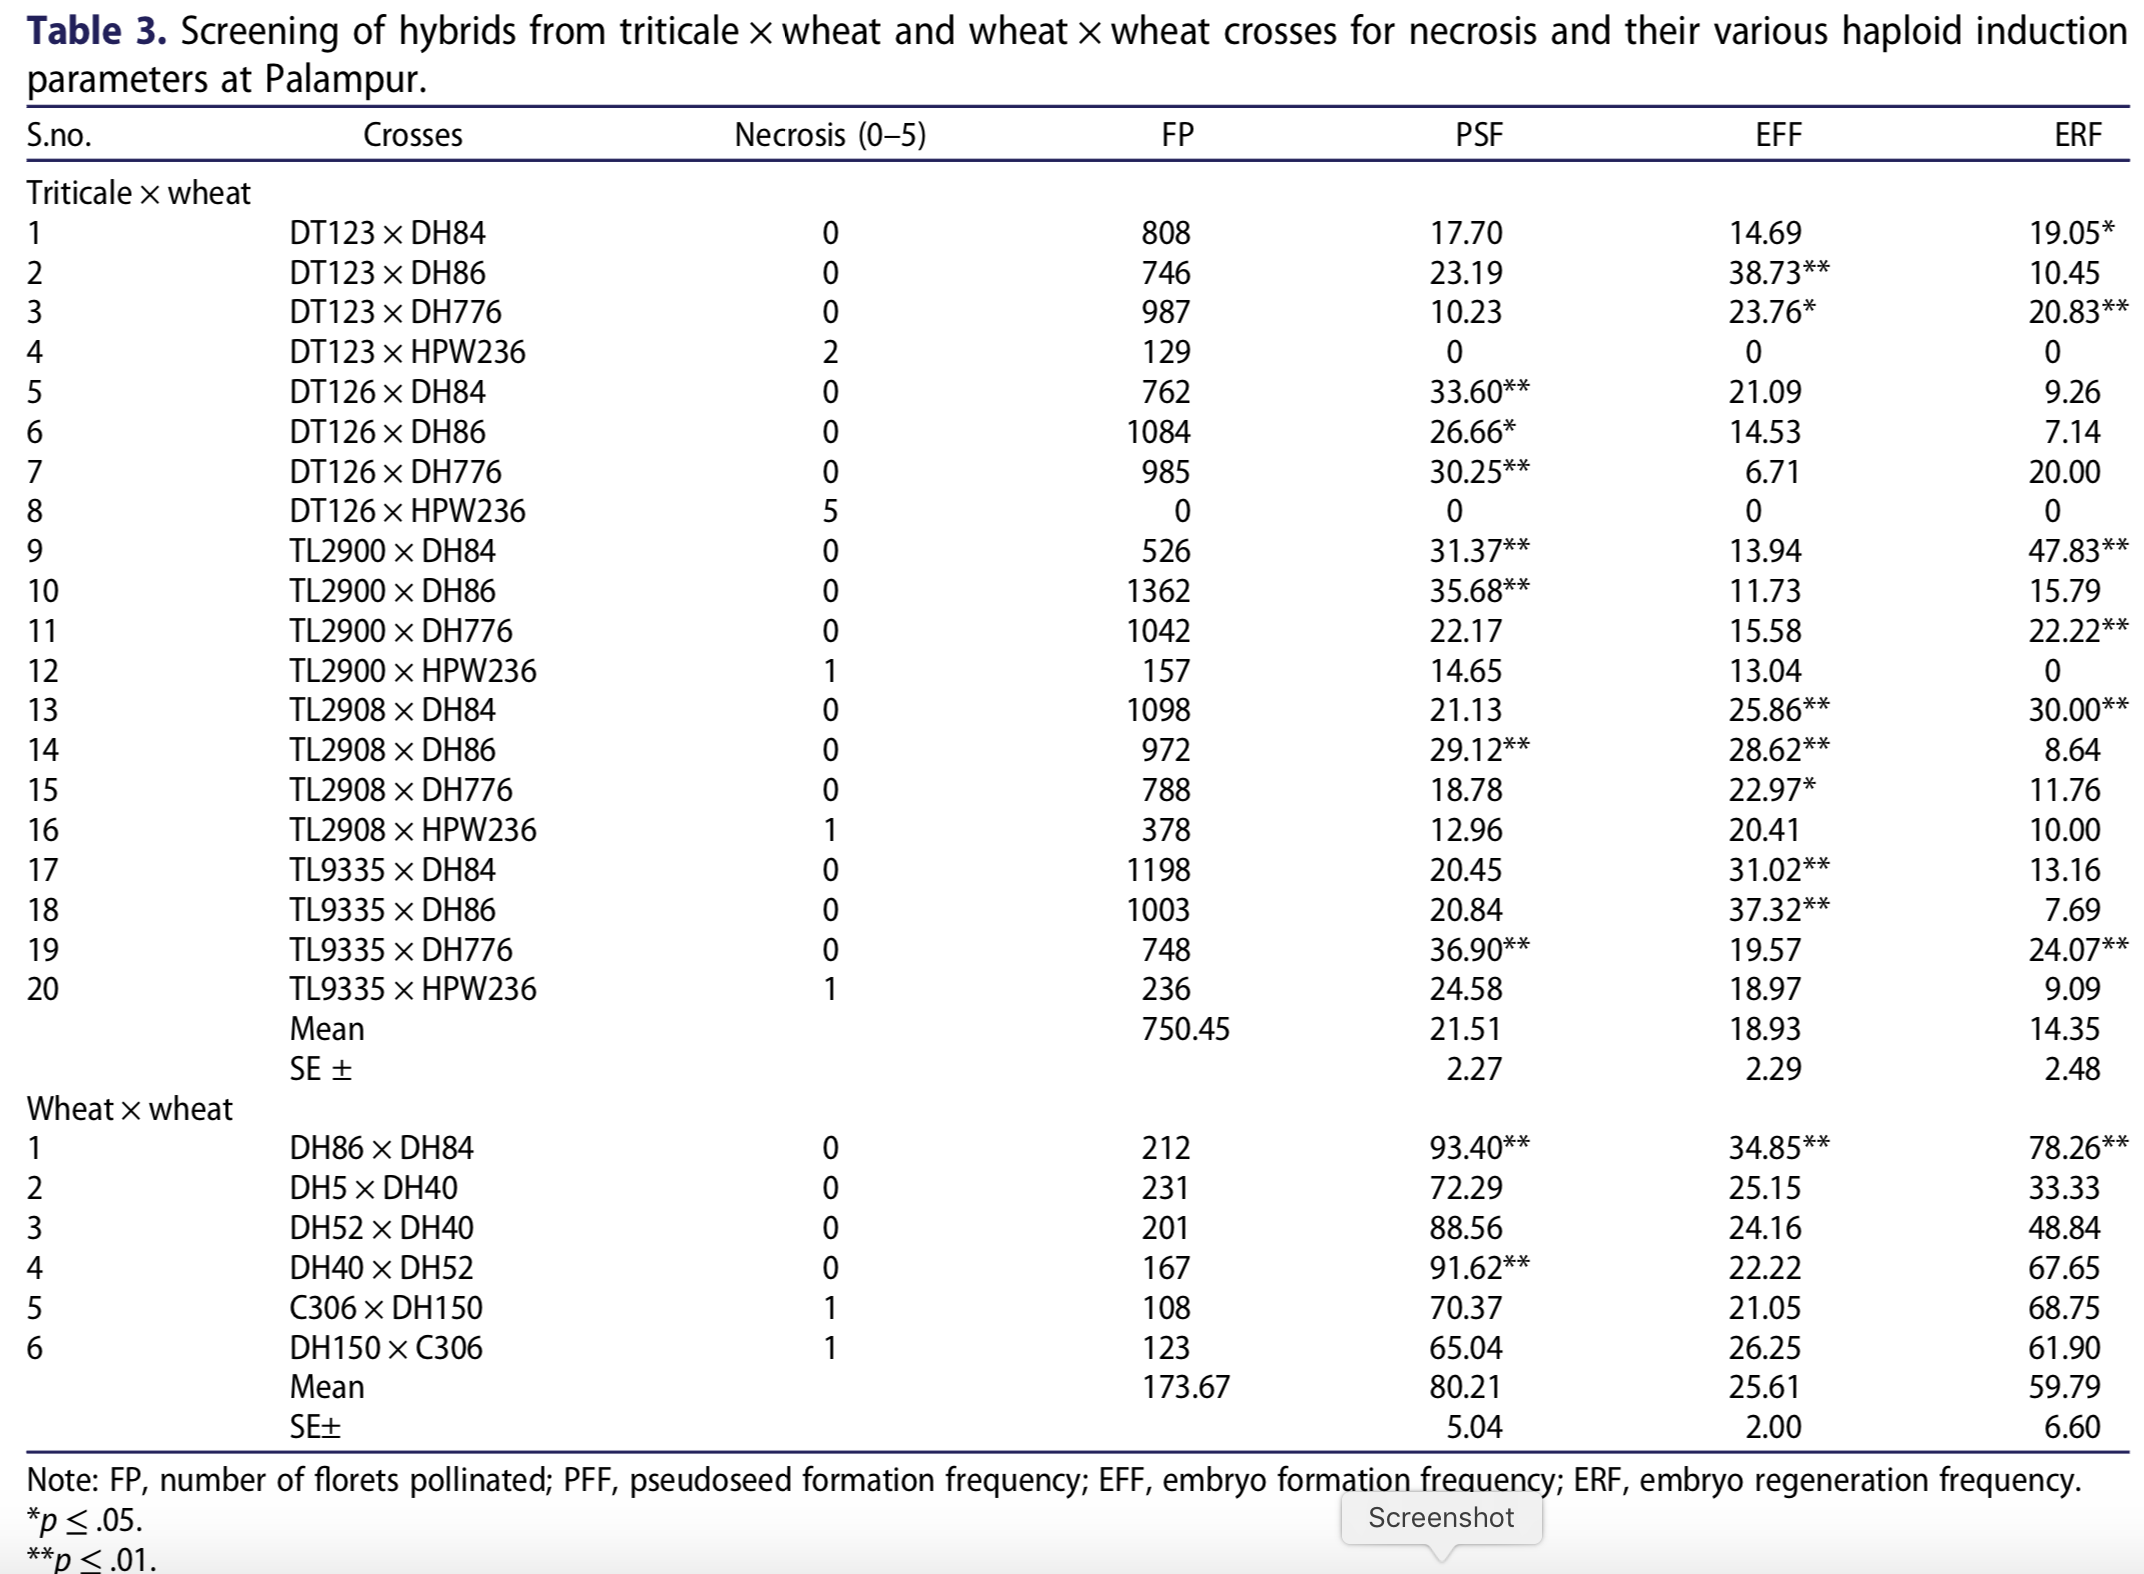 Table 3. Screening of hybrids from triticale × wheat and wheat × wheat crosses for necrosis and their various haploid induction
parameters at Palampur.
S.no. Crosses Necrosis (0–5) FP PSF EFF ERF
Triticale × wheat
1 DT123 × DH84 0 808 17.70 14.69 19.05*
2 DT123 × DH86 0 746 23.19 38.73** 10.45
3 DT123 × DH776 0 987 10.23 23.76* 20.83**
4 DT123 × HPW236 2 129 0 0 0
5 DT126 × DH84 0 762 33.60** 21.09 9.26
6 DT126 × DH86 0 1084 26.66* 14.53 7.14
7 DT126 × DH776 0 985 30.25** 6.71 20.00
8 DT126 × HPW236 5 0 0 0 0
9 TL2900 × DH84 0 526 31.37** 13.94 47.83**
10 TL2900 × DH86 0 1362 35.68** 11.73 15.79
11 TL2900 × DH776 0 1042 22.17 15.58 22.22**
12 TL2900 × HPW236 1 157 14.65 13.04 0
13 TL2908 × DH84 0 1098 21.13 25.86** 30.00**
14 TL2908 × DH86 0 972 29.12** 28.62** 8.64
15 TL2908 × DH776 0 788 18.78 22.97* 11.76
16 TL2908 × HPW236 1 378 12.96 20.41 10.00
17 TL9335 × DH84 0 1198 20.45 31.02** 13.16
18 TL9335 × DH86 0 1003 20.84 37.32** 7.69
19 TL9335 × DH776 0 748 36.90** 19.57 24.07**
20 TL9335 × HPW236 1 236 24.58 18.97 9.09
Mean 750.45 21.51 18.93 14.35
SE ± 2.27 2.29 2.48
Wheat × wheat
1 DH86 × DH84 0 212 93.40** 34.85** 78.26**
2 DH5 × DH40 0 231 72.29 25.15 33.33
3 DH52 × DH40 0 201 88.56 24.16 48.84
4 DH40 × DH52 0 167 91.62** 22.22 67.65
5 C306 × DH150 1 108 70.37 21.05 68.75
6 DH150 × C306 1 123 65.04 26.25 61.90
Mean 173.67 80.21 25.61 59.79
SE± 5.04 2.00 6.60
Note: FP, number of florets pollinated; PFF, pseudoseed formation frequency; EFF, embryo formation frequency; ERF, embryo regeneration frequency.
*p ≤ .05.
Screenshot
**p ≤ .01.